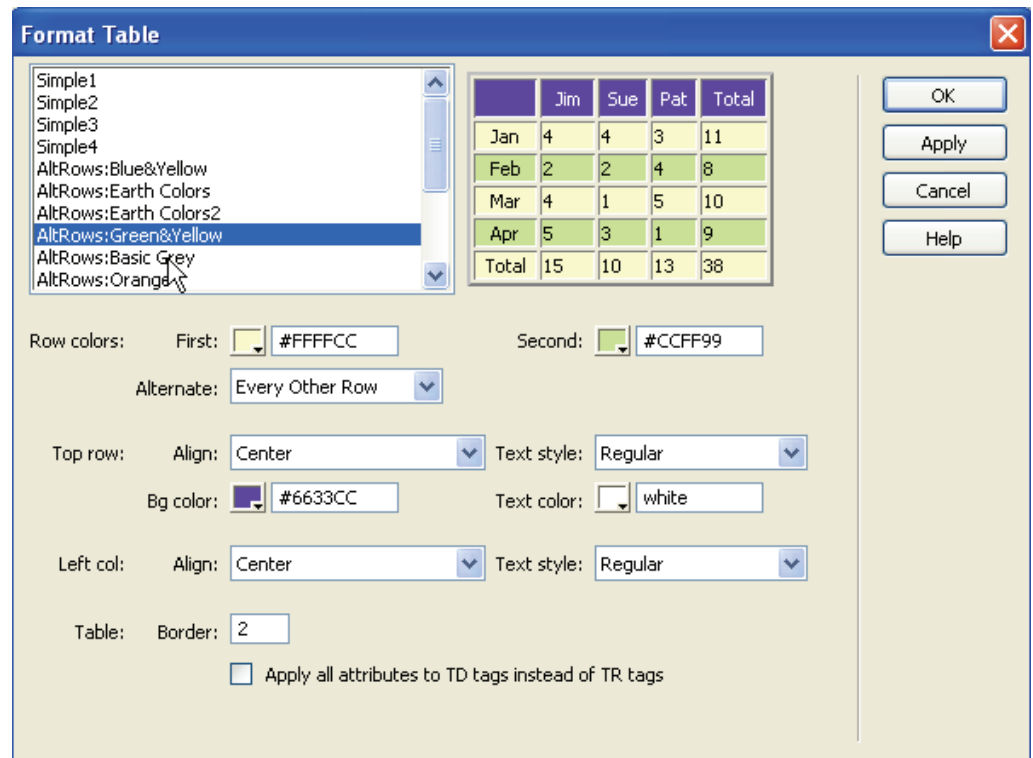 Format Table
Simple1
Simple2
Simple3
Simple4
AltRows:Blue&Yellow
AltRows:Earth Colors
AltRows:Earth Colors2
AltRows:Green&Yellow
AltRows:Basic Grey
AltRows:Orange
Jim Sue Pat Total
Jan 4 4 3 11
Feb 2 2 4 8
Mar 4 1 5 10
Apr 5 3 1 9
Total 15 10 13 38
OK
Apply
Cancel
Help
Row colors: First: #FFFFCC Second: #CCFF99
Alternate: Every Other Row
Top row: Align: Center Text style: Regular
Bg color: #6633CC Text color: white
Left col: Align: Center Text style: Regular
Table: Border: 2
Apply all attributes to TD tags instead of TR tags